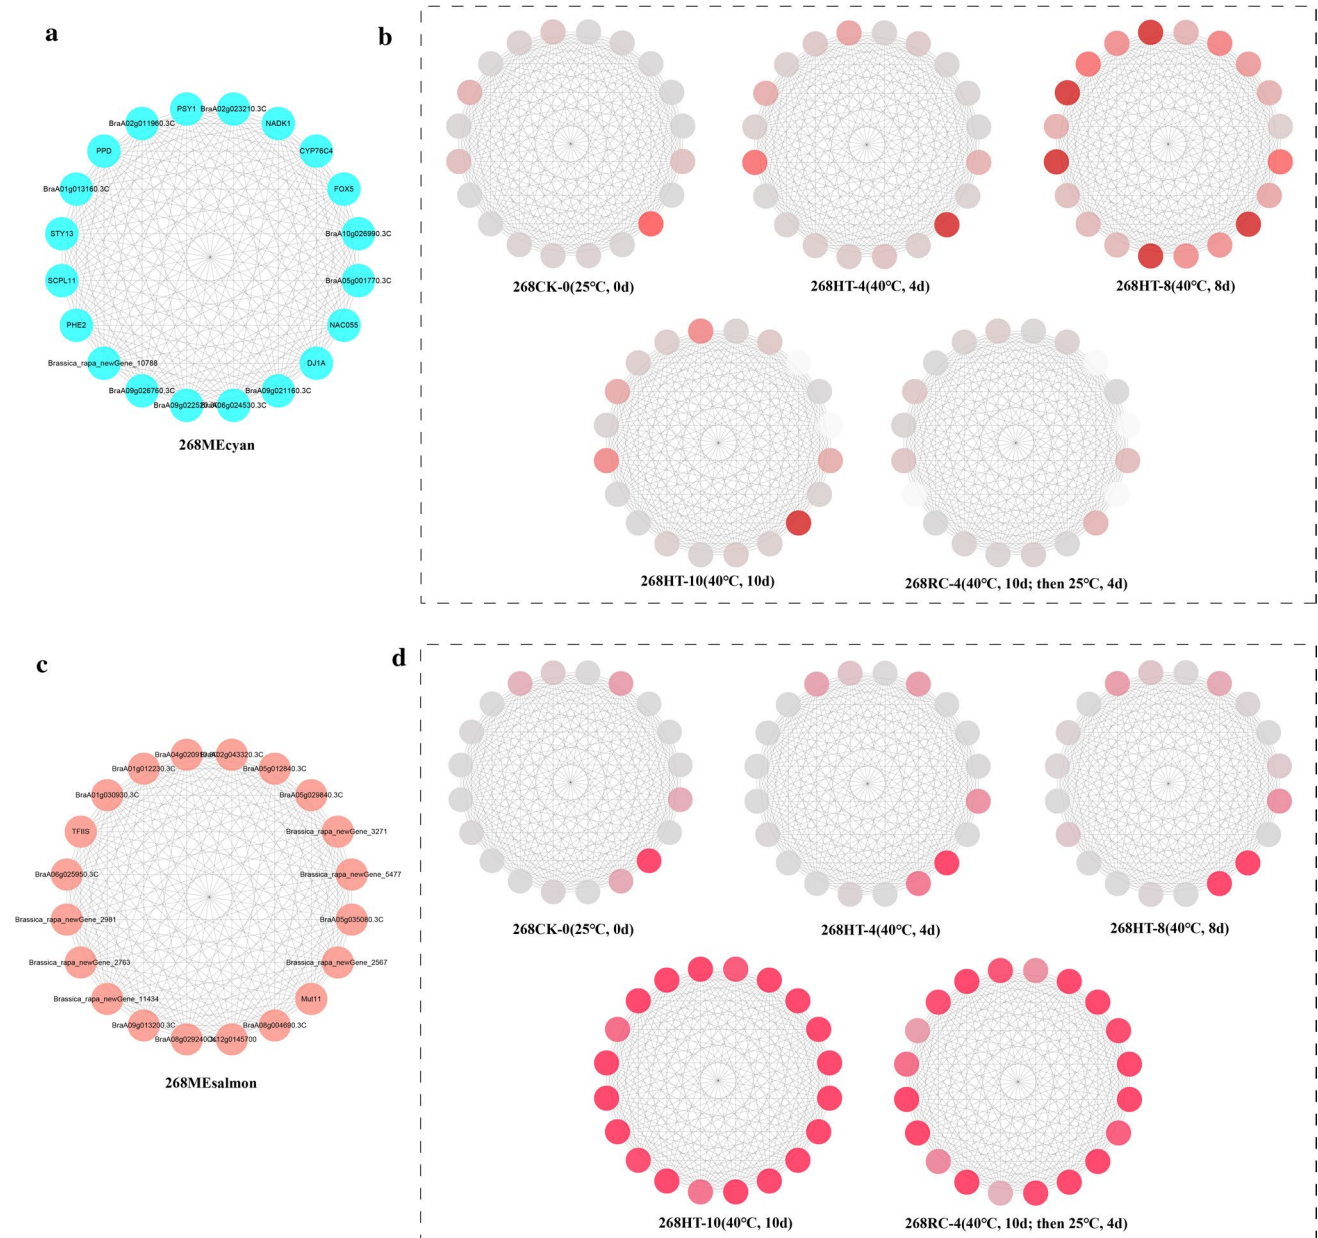 a
b
PSY1
BraA02g023210.3C
BraA02g011960.3C
NADK1
PPD
CYP76C4
BraA01g013160.3C
FOX5
STY13
BraA10g026990.3C
SCPL11
BraA05g001770.3C
PHE2
NAC055
Brassica_rapa_newGene_10788
DJ1A
BraA09g026760.3C
BraA09g021160.3C
BraA06g024530.3C
268MEcyan
268CK-0(25℃, 0d)
268HT-4(40℃, 4d)
268HT-8(40℃, 8d)
268HT-10(40℃, 10d)
268RC-4(40℃, 10d; then 25℃, 4d)
c
d
BraA02g043320.3C
BraA01g012230.3C
BraA05g012840.3C
BraA01g030930.3C
BraA05g029840.3C
TFIIS
Brassica_rapa_newGene_3271
BraA06g025950.3C
Brassica_rapa_newGene_5477
Brassica_rapa_newGene_2981
BraA05g035080.3C
Brassica_rapa_newGene_2763
Brassica_rapa_newGene_2567
Brassica_rapa_newGene_11434
Mut11
BraA09g013200.3C
BraA08g004690.3C
268MEsalmon
268CK-0(25℃, 0d)
268HT-4(40℃, 4d)
268HT-8(40℃, 8d)
268HT-10(40℃, 10d)
268RC-4(40℃, 10d; then 25℃, 4d)